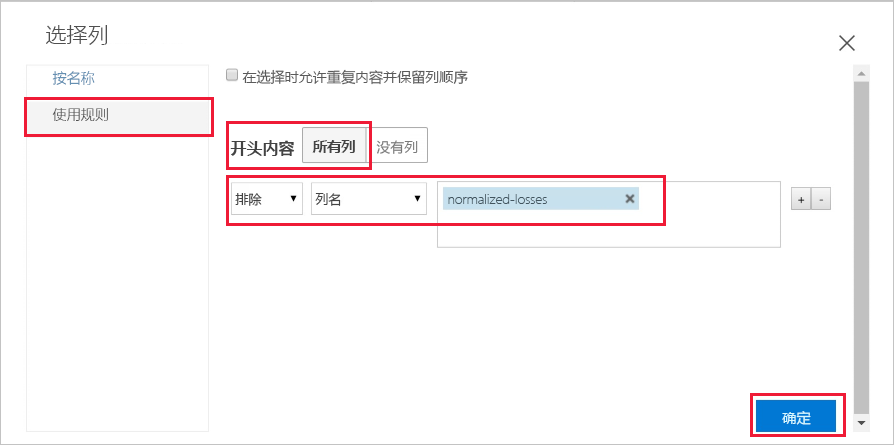 选择列
按名称
使用规则
在选择时允许重复内容并保留列顺序
开头内容 所有列 没有列
排除 列名 normalized-losses + -
确定